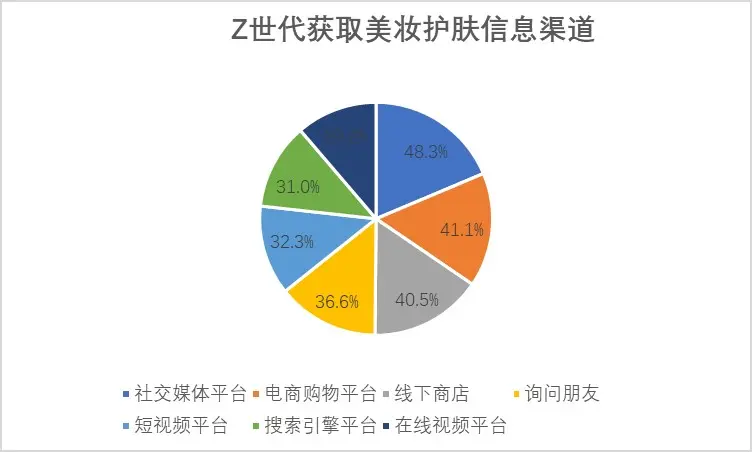 Z世代获取美妆护肤信息渠道
48.3%
41.1%
40.5%
36.6%
32.3%
31.0%
社交媒体平台 电商购物平台 线下商店 询问朋友
短视频平台 搜索引擎平台 在线视频平台